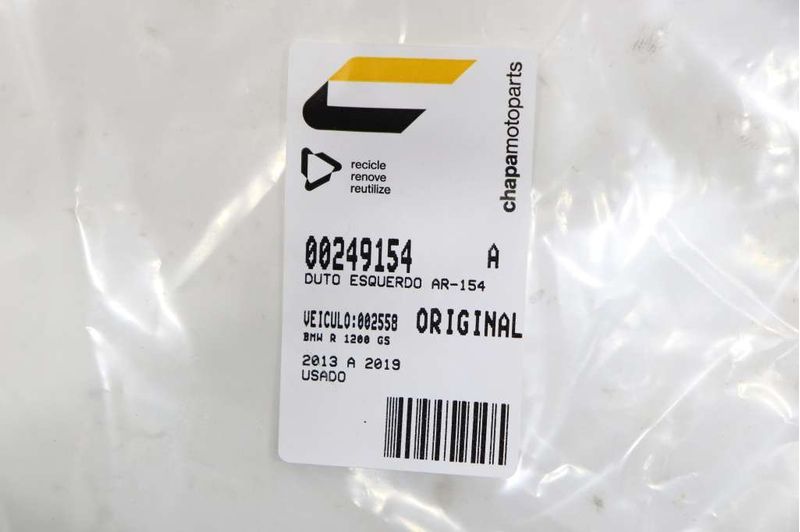 chapamotoparts
recicle
renove
reutilize
00249154 A
DUTO ESQUERDO AR-154
VEICULO:002558 ORIGINAL
BMW R 1200 GS
2013 A 2019
USADO